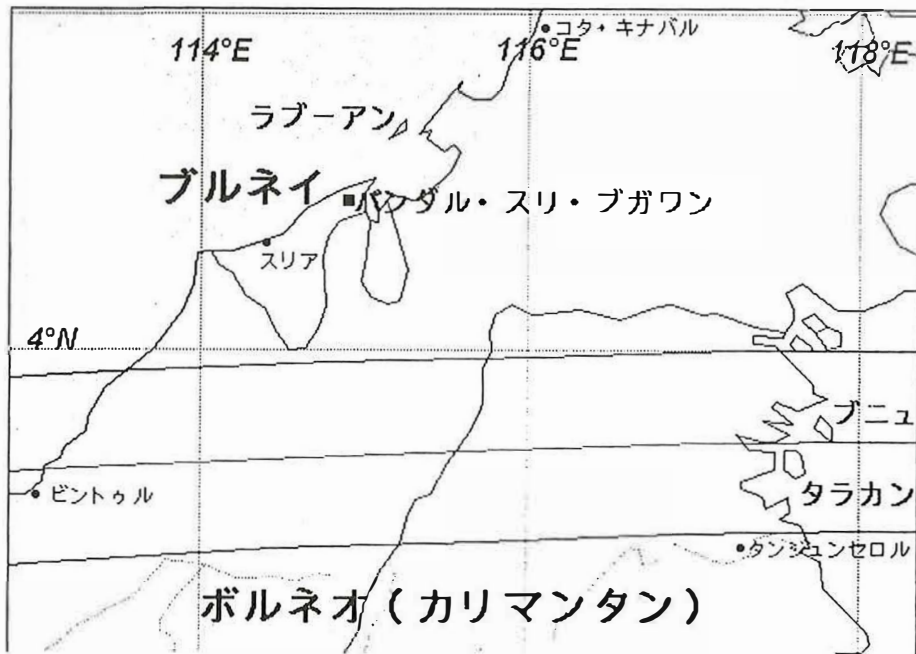 コタ・キナバル
114°E 116°E 118°E
ラブーアン
ブルネイ
バンダル・スリ・ブガワン
スリア
4°N
ブニュ
タラカン
ビントゥル
タンジュンセロル
ボルネオ(カリマンタン)